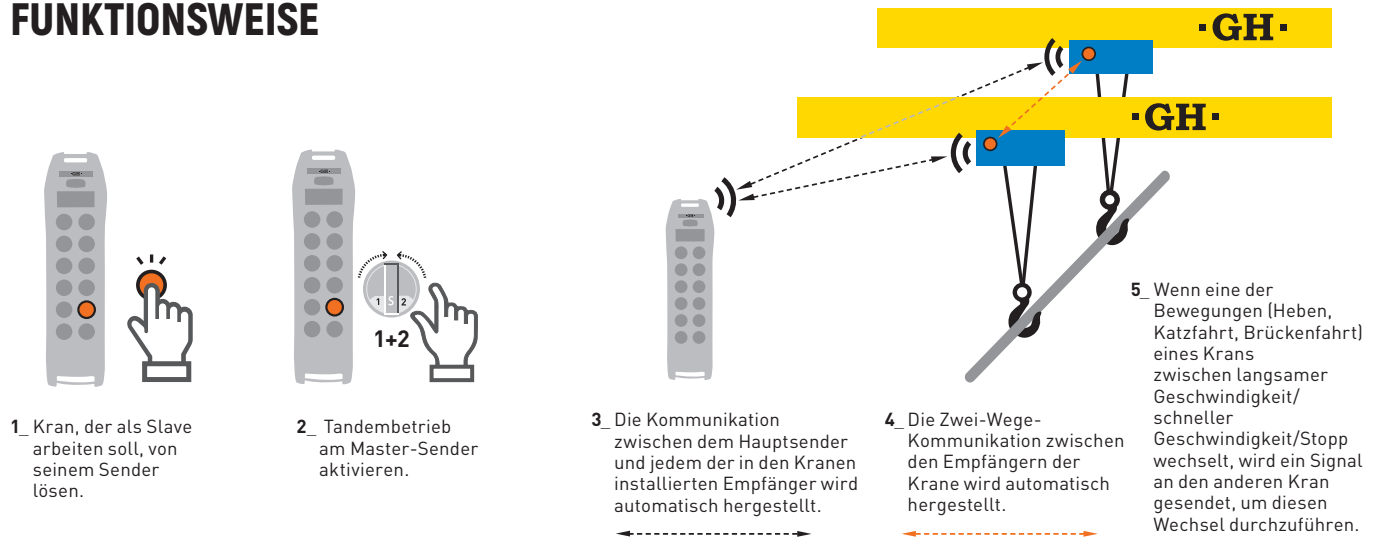 FUNKTIONSWEISE
·GH·
·GH·
1 S 2
1+2
1_ Kran, der als Slave
arbeiten soll, von
seinem Sender
lösen.
2_ Tandembetrieb
am Master-Sender
aktivieren.
3_ Die Kommunikation
zwischen dem Hauptsender
und jedem der in den Kranen
installierten Empfänger wird
automatisch hergestellt.
4_ Die Zwei-Wege-
Kommunikation zwischen
den Empfängern der
Krane wird automatisch
hergestellt.
5_ Wenn eine der
Bewegungen (Heben,
Katzfahrt, Brückenfahrt)
eines Krans
zwischen langsamer
Geschwindigkeit/
schneller
Geschwindigkeit/Stopp
wechselt, wird ein Signal
an den anderen Kran
gesendet, um diesen
Wechsel durchzuführen.